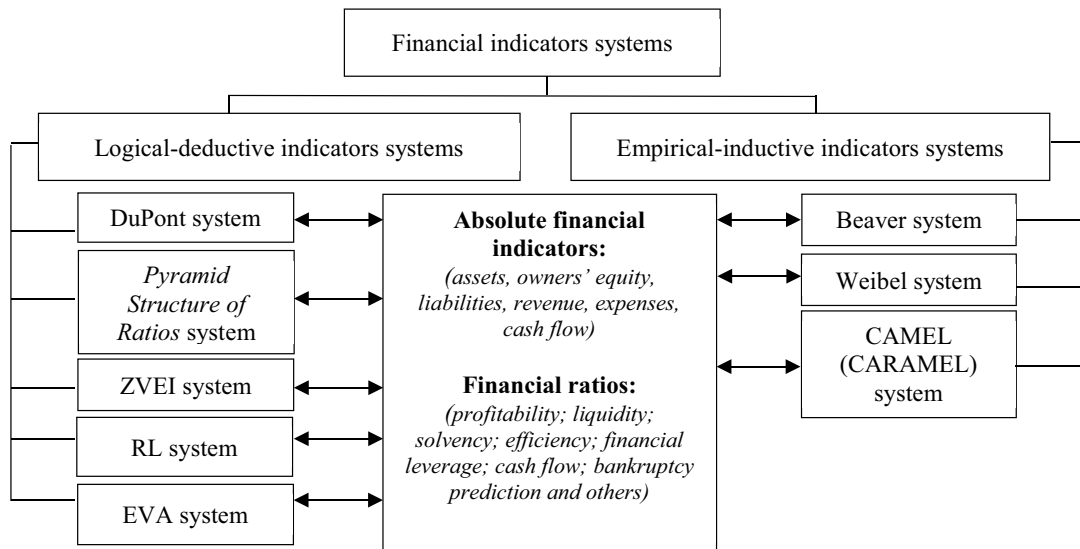 Financial indicators systems
Logical-deductive indicators systems
Empirical-inductive indicators systems
DuPont system
Pyramid
Structure of
Ratios system
ZVEI system
RL system
EVA system
Absolute financial
indicators:
(assets, owners’ equity,
liabilities, revenue, expenses,
cash flow)
Financial ratios:
(profitability; liquidity;
solvency; efficiency; financial
leverage; cash flow; bankruptcy
prediction and others)
Beaver system
Weibel system
CAMEL
(CARAMEL)
system